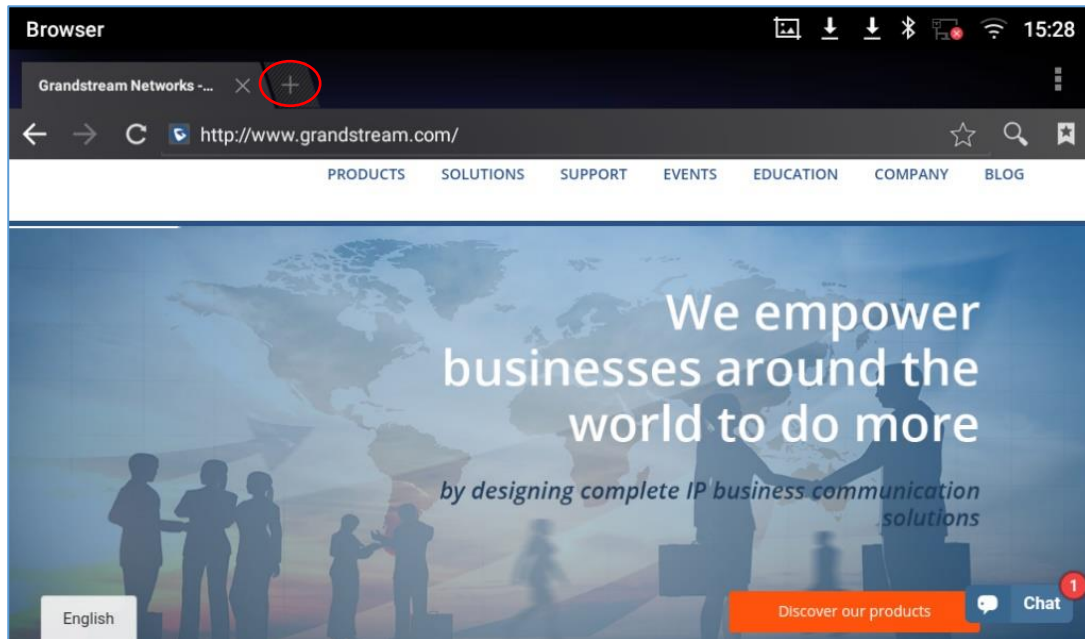 Browser
15:28
Grandstream Networks -...
http://www.grandstream.com/
PRODUCTS SOLUTIONS SUPPORT EVENTS EDUCATION COMPANY BLOG
We empower
businesses around the
world to do more
by designing complete IP business communication
solutions
English
Discover our products
Chat
1